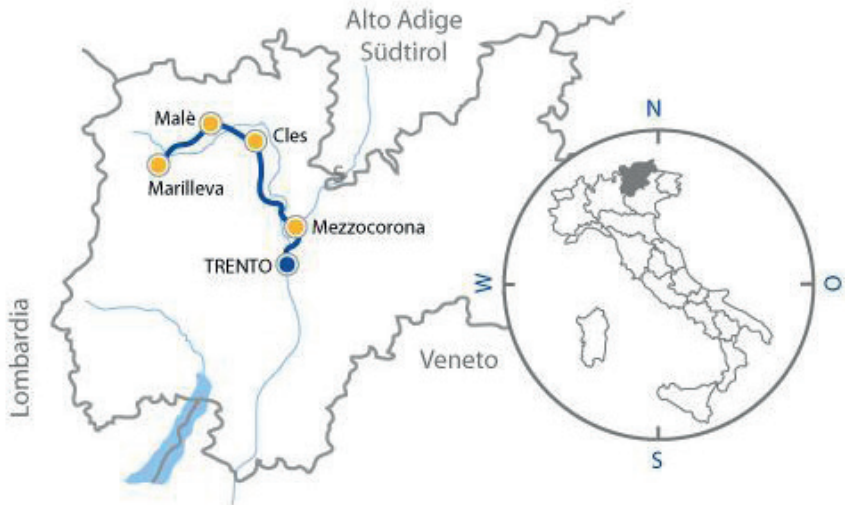 Alto Adige
Südtirol
Malè
Cles
Marilleva
Mezzocorona
TRENTO
Lombardia
Veneto
N
W
O
S